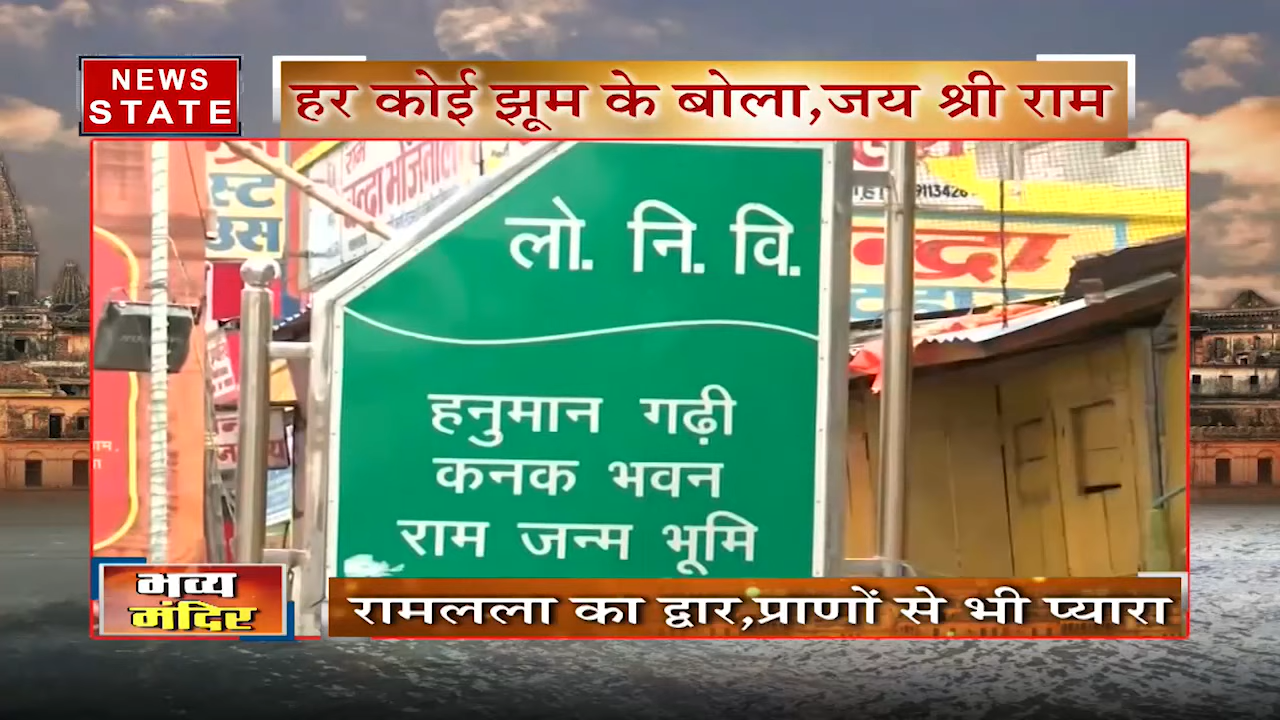 NEWS
STATE
हर कोई झूम के बोला,जय श्री राम
लो. नि. वि.
हनुमान गढ़ी
कनक भवन
राम जन्म भूमि
भव्य
मंदिर
रामलला का द्वार,प्राणों से भी प्यारा